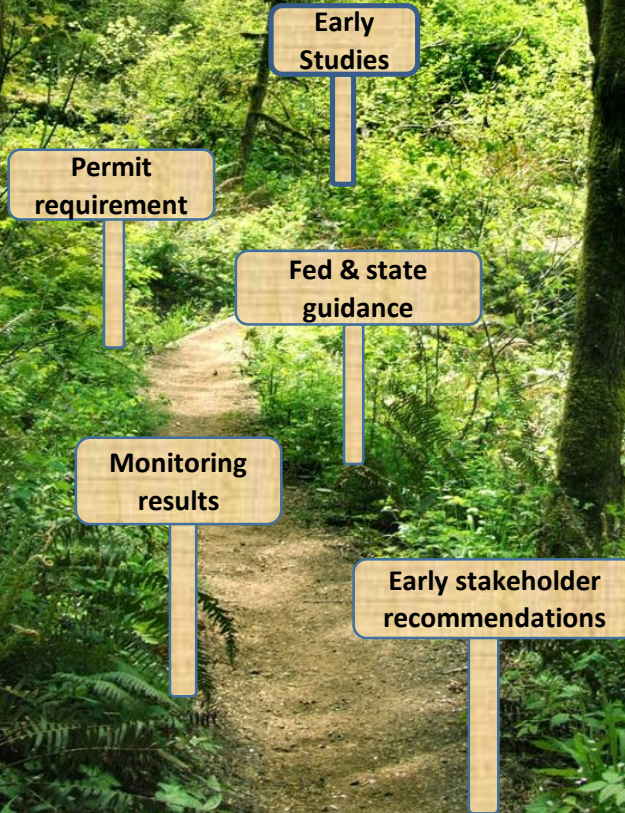 Early
Studies
Permit
requirement
Fed & state
guidance
Monitoring
results
Early stakeholder
recommendations